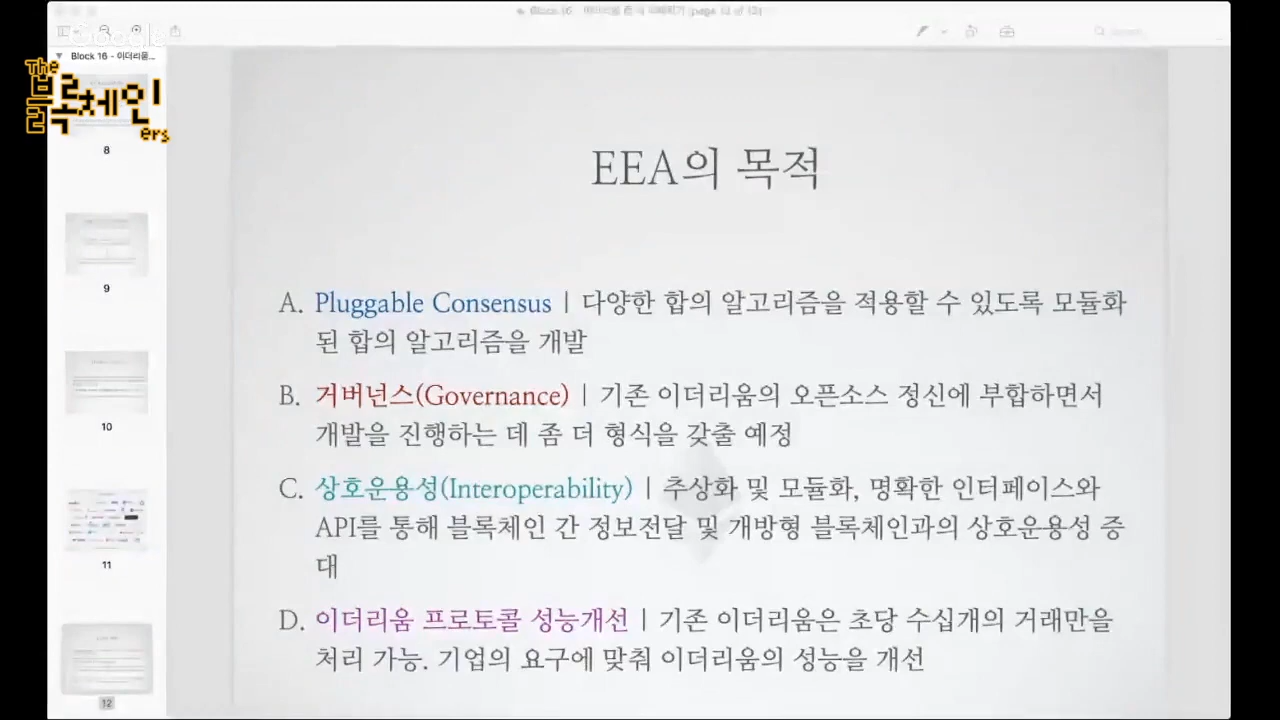 Google
Block 16 - 이더리움...
The
블록체인
ers
8
9
10
11
12
EEA의 목적
A. Pluggable Consensus | 다양한 합의 알고리즘을 적용할 수 있도록 모듈화
된 합의 알고리즘을 개발
B. 거버넌스(Governance) | 기존 이더리움의 오픈소스 정신에 부합하면서
개발을 진행하는 데 좀 더 형식을 갖출 예정
C. 상호운용성(Interoperability) | 추상화 및 모듈화, 명확한 인터페이스와
API를 통해 블록체인 간 정보전달 및 개방형 블록체인과의 상호운용성 증
대
D. 이더리움 프로토콜 성능개선 | 기존 이더리움은 초당 수십개의 거래만을
처리 가능. 기업의 요구에 맞춰 이더리움의 성능을 개선